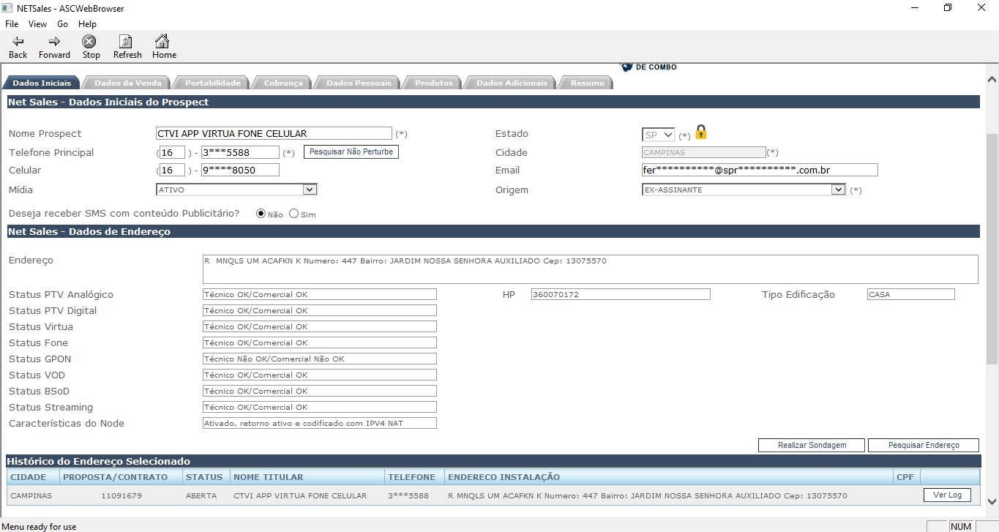 NETSales - ASCWebBrowser
File View Go Help
Back Forward Stop Refresh Home
DE COMBO
Dados Iniciais Dados da Venda Portabilidade Cobrança Dados Pessoais Produtos Dados Adicionais Resumo
Net Sales - Dados Iniciais do Prospect
Nome Prospect CTVI APP VIRTUA FONE CELULAR (*) Estado SP (*)
Telefone Principal (16 ) - 3***5588 (*) Pesquisar Não Perturbe Cidade CAMPINAS (*)
Celular (16 ) - 9****8050 Email fer**********@spr**********.com.br
Mídia ATIVO Origem EX-ASSINANTE (*)
Deseja receber SMS com conteúdo Publicitário? Não Sim
Net Sales - Dados de Endereço
Endereço R MNQLS UM ACAFKN K Numero: 447 Bairro: JARDIM NOSSA SENHORA AUXILIADO Cep: 13075570
Status PTV Analógico Técnico OK/Comercial OK HP 360070172 Tipo Edificação CASA
Status PTV Digital Técnico OK/Comercial OK
Status Virtua Técnico OK/Comercial OK
Status Fone Técnico OK/Comercial OK
Status GPON Técnico Não OK/Comercial Não OK
Status VOD Técnico OK/Comercial OK
Status BSoD Técnico OK/Comercial OK
Status Streaming Técnico OK/Comercial OK
Características do Node Ativado, retorno ativo e codificado com IPV4 NAT
Realizar Sondagem Pesquisar Endereço
Histórico do Endereço Selecionado
CIDADE PROPOSTA/CONTRATO STATUS NOME TITULAR TELEFONE ENDERECO INSTALAÇÃO CPF
CAMPINAS 11091679 ABERTA CTVI APP VIRTUA FONE CELULAR 3***5588 R MNQLS UM ACAFKN K Numero: 447 Bairro: JARDIM NOSSA SENHORA AUXILIADO Cep: 13075570 Ver Log
Menu ready for use NUM